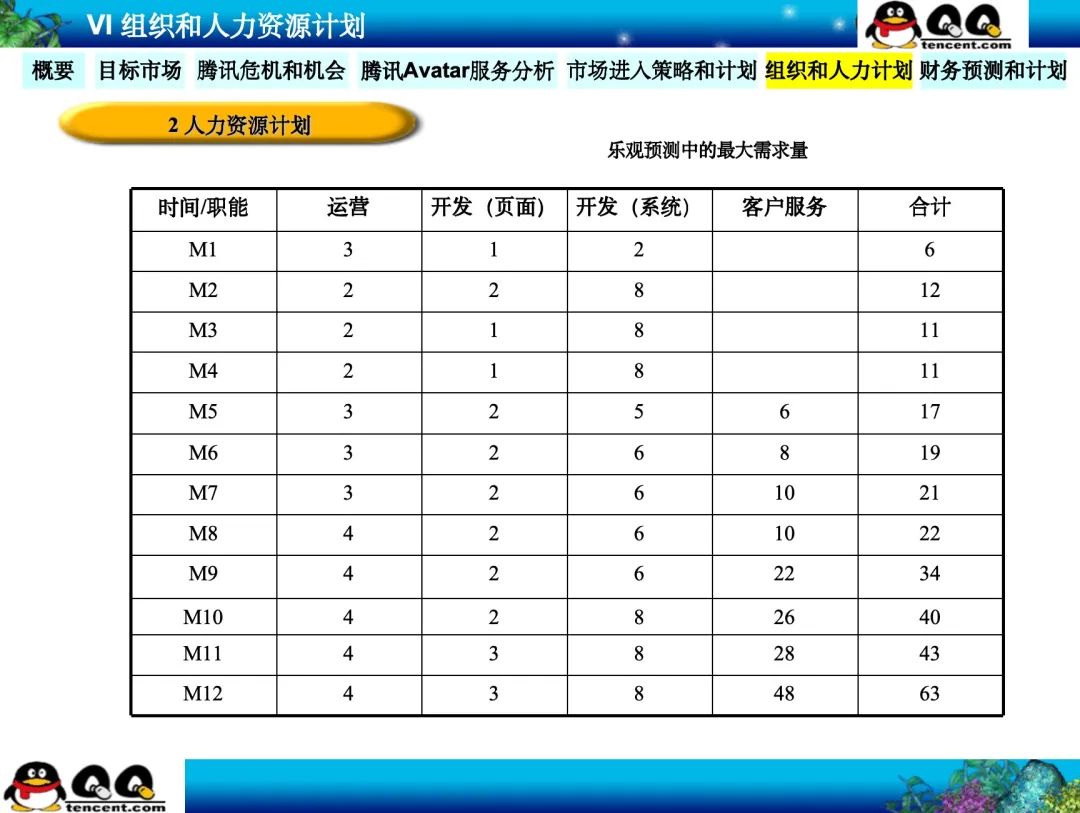 VI 组织和人力资源计划
QQ
tencent.com
概要 目标市场 腾讯危机和机会 腾讯Avatar服务分析 市场进入策略和计划 组织和人力计划 财务预测和计划
2 人力资源计划
乐观预测中的最大需求量
时间/职能 运营 开发（页面） 开发（系统） 客户服务 合计
M1 3 1 2 6
M2 2 2 8 12
M3 2 1 8 11
M4 2 1 8 11
M5 3 2 5 6 17
M6 3 2 6 8 19
M7 3 2 6 10 21
M8 4 2 6 10 22
M9 4 2 6 22 34
M10 4 2 8 26 40
M11 4 3 8 28 43
M12 4 3 8 48 63
QQ
tencent.com